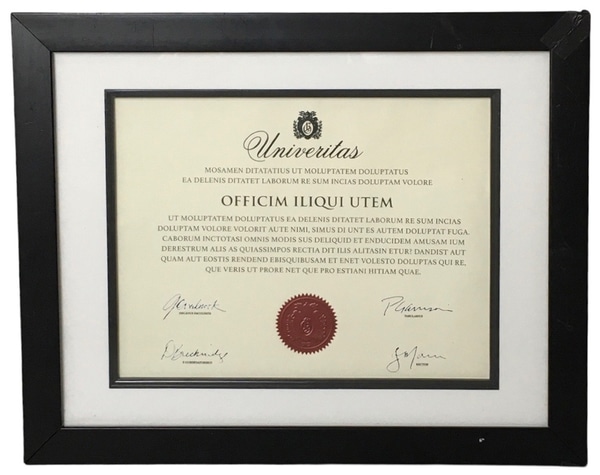 Univeritas
MOSAMEN DITATATIUS UT MOLUPTATEM DOLUPTATUS
EA DELENIS DITATET LABORUM RE SUM INCIAS DOLUPTAM VOLORE
OFFICIM ILIQUI UTEM
UT MOLUPTATEM DOLUPTATUS EA DELENIS DITATET LABORUM RE SUM INCIAS
DOLUPTAM VOLORE VOLORIT AUTE NIMI, SIMUS DI UNT ES AUTEM DOLUPTAT FUGA.
CABORUM INCTOTASI OMNIS MODIS SUS DELIQUID ET ENDUCIDEM AMUSAM IUM
DERESTRUM ALIS AS QUIASSIMPOS RECTIA DIT ILIS ALITASIN ETUR? DANDIST AUT
QUAM AUT EOSTIS RENDEND EBISQUIBUSAM ET ENET VOLESTO DOLUPTAS QUI RE,
QUE VERIS UT PROBE NET QUE PRO ESTIANI HITIAM QUAE.